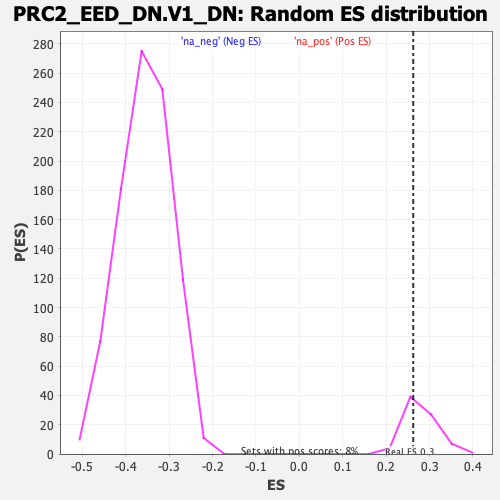 PRC2_EED_DN.V1_DN: Random ES distribution
'na_neg' (Neg ES) 'na_pos' (Pos ES)
280
260
240
220
200
180
160
140
120
100
80
60
40
20
0
P(ES)
Sets with pos scores: 8%
Real ES 0.3
-0.5 -0.4 -0.3 -0.2 -0.1 0.0 0.1 0.2 0.3 0.4
ES